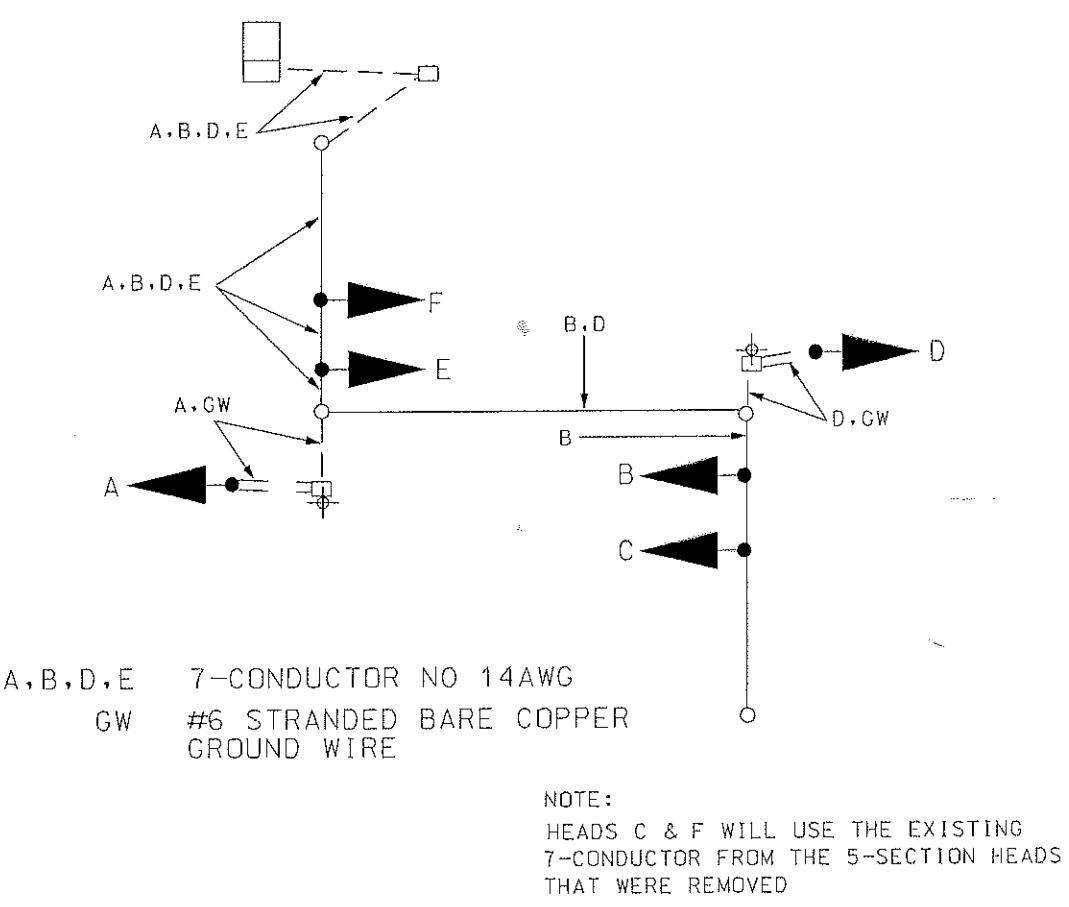 A,B,D,E
A,B,D,E
F
B,D
D
E
A,GW
D,GW
B
B
A
C
A,B,D,E 7-CONDUCTOR NO 14AWG
GW #6 STRANDED BARE COPPER
GROUND WIRE
NOTE:
HEADS C & F WILL USE THE EXISTING
7-CONDUCTOR FROM THE 5-SECTION HEADS
THAT WERE REMOVED